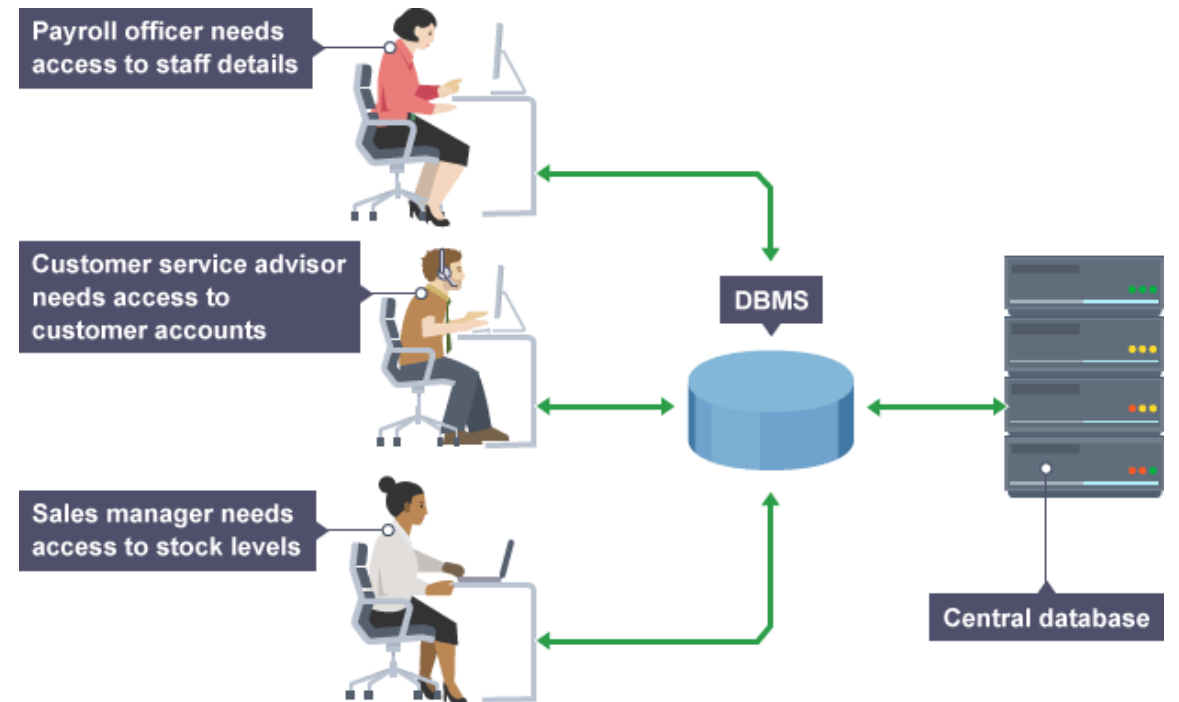 Payroll officer needs
access to staff details
Customer service advisor
needs access to
customer accounts
DBMS
Sales manager needs
access to stock levels
Central database